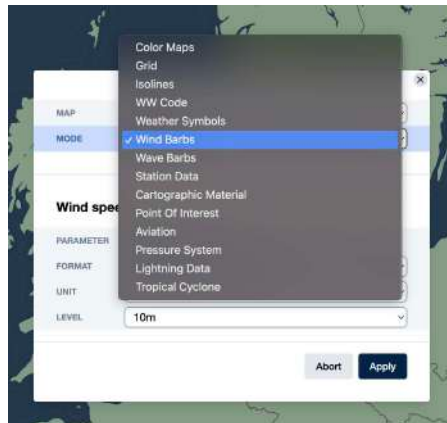 Color Maps
Grid
Isolines
WW Code
Weather Symbols
✓ Wind Barbs
Wave Barbs
Station Data
Cartographic Material
Point Of Interest
Aviation
Pressure System
Lightning Data
Tropical Cyclone
MAP
MODE
Wind spee
PARAMETER
FORMAT
UNIT
LEVEL 10m
Abort Apply